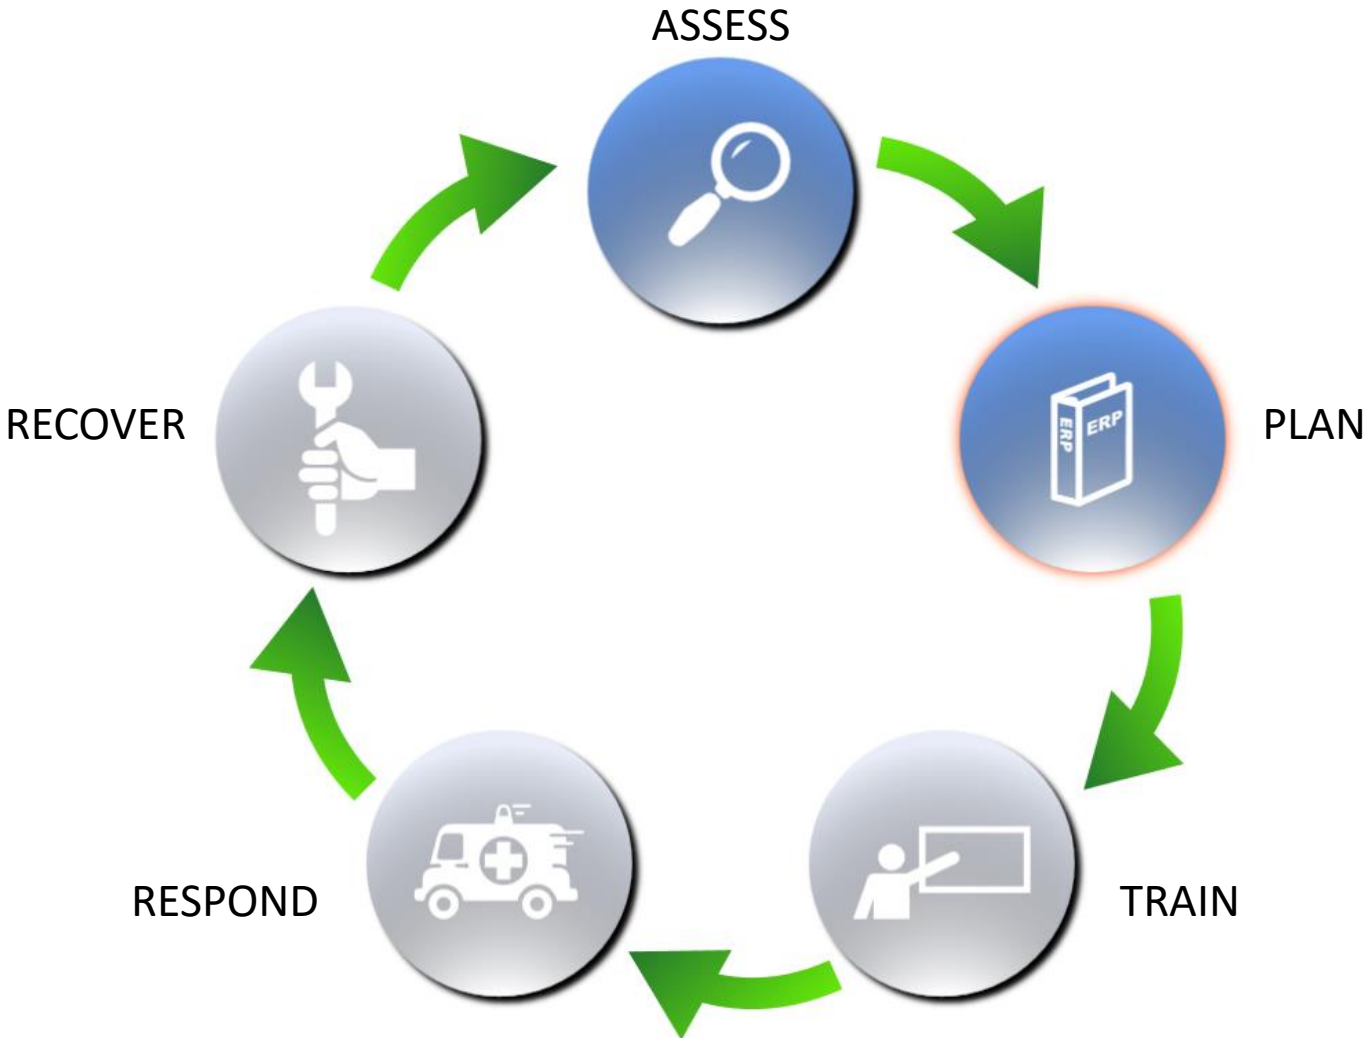 ASSESS
PLAN
ERP
ERP
TRAIN
RESPOND
RECOVER